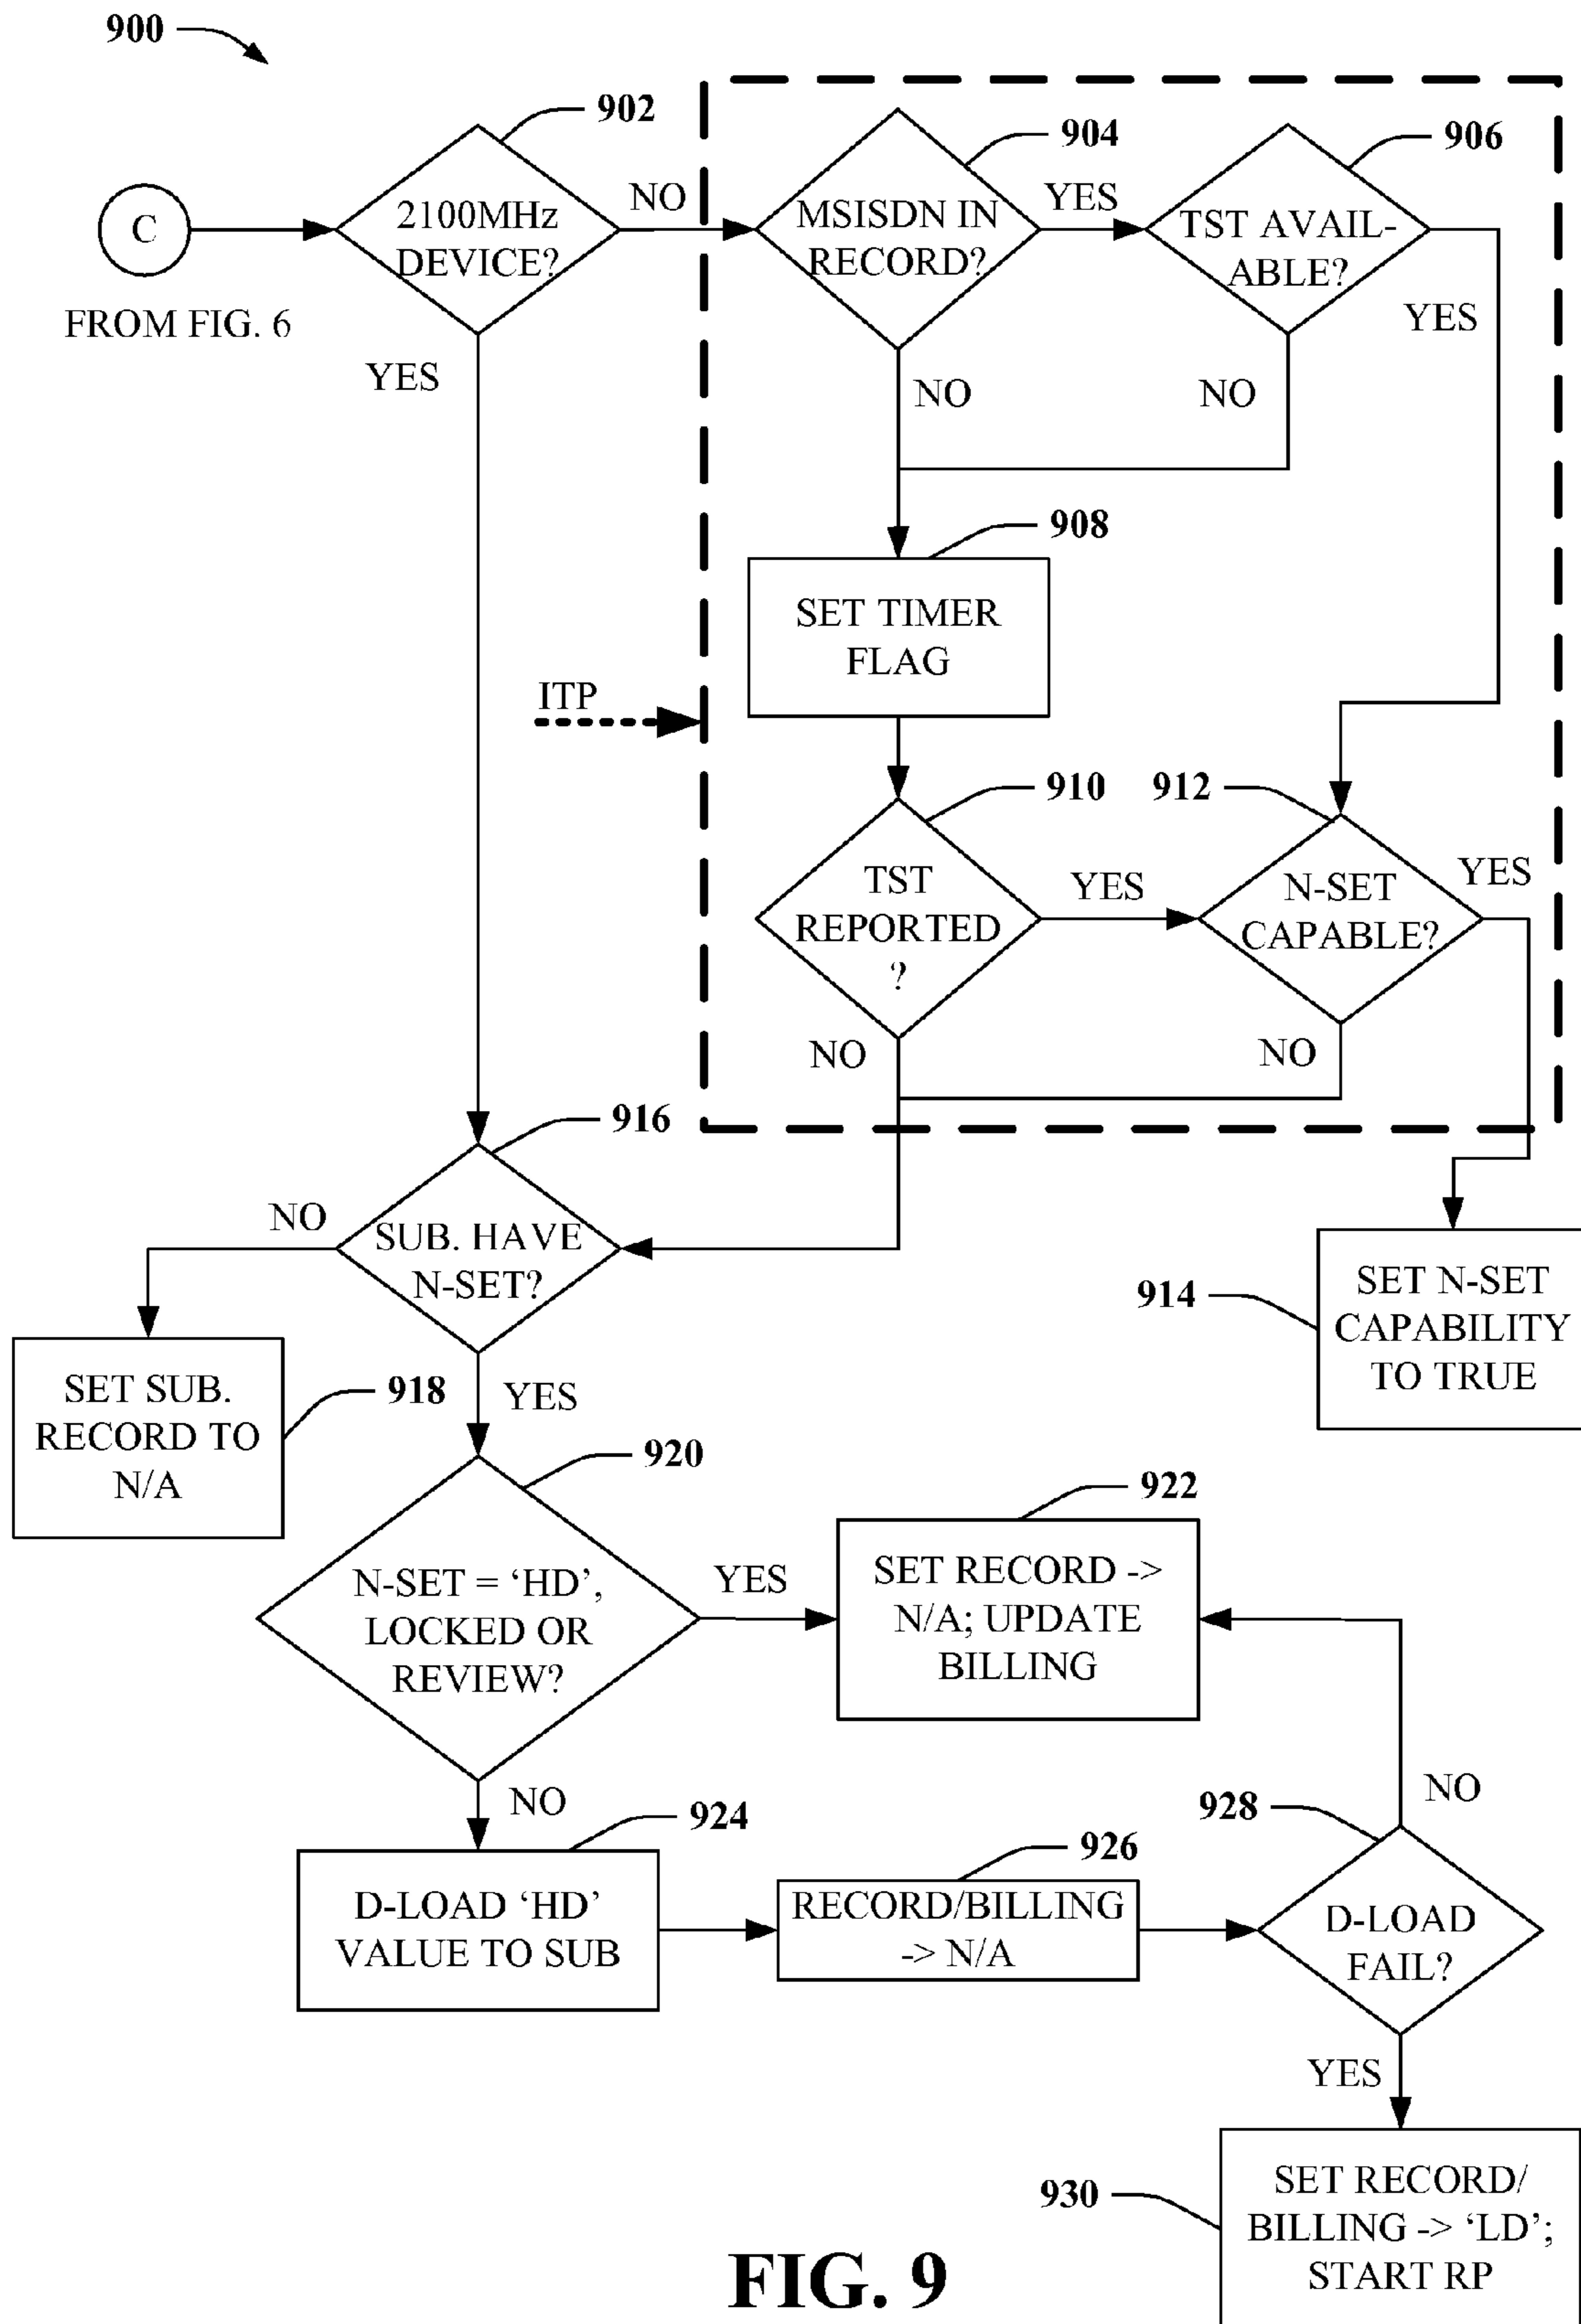 900
902
904
906
C
2100MHz
DEVICE?
NO
MSISDN IN
RECORD?
YES
TST AVAIL-
ABLE?
FROM FIG. 6
YES
YES
NO
NO
908
SET TIMER
FLAG
ITP
910
912
TST
REPORTED
?
YES
N-SET
CAPABLE?
YES
NO
NO
916
NO
SUB. HAVE
N-SET?
914
SET N-SET
CAPABILITY
TO TRUE
SET SUB.
RECORD TO
N/A
918
YES
920
922
N-SET = ‘HD’,
LOCKED OR
REVIEW?
YES
SET RECORD ->
N/A; UPDATE
BILLING
NO
NO
924
926
928
D-LOAD ‘HD’
VALUE TO SUB
RECORD/BILLING
-> N/A
D-LOAD
FAIL?
YES
930
SET RECORD/
BILLING -> ‘LD’;
START RP
FIG. 9